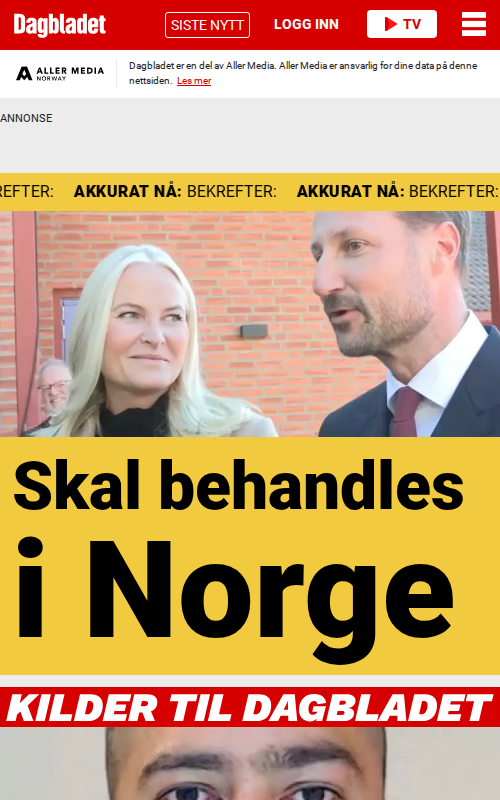 Dagbladet
SISTE NYTT
LOGG INN
TV
ALLER MEDIA
NORWAY
Dagbladet er en del av Aller Media. Aller Media er ansvarlig for dine data på denne
nettsiden. Les mer
ANNONSE
REFTER: AKKURAT NÅ: BEKREFTER: AKKURAT NÅ: BEKREFTER:
Skal behandles
i Norge
KILDER TIL DAGBLADET